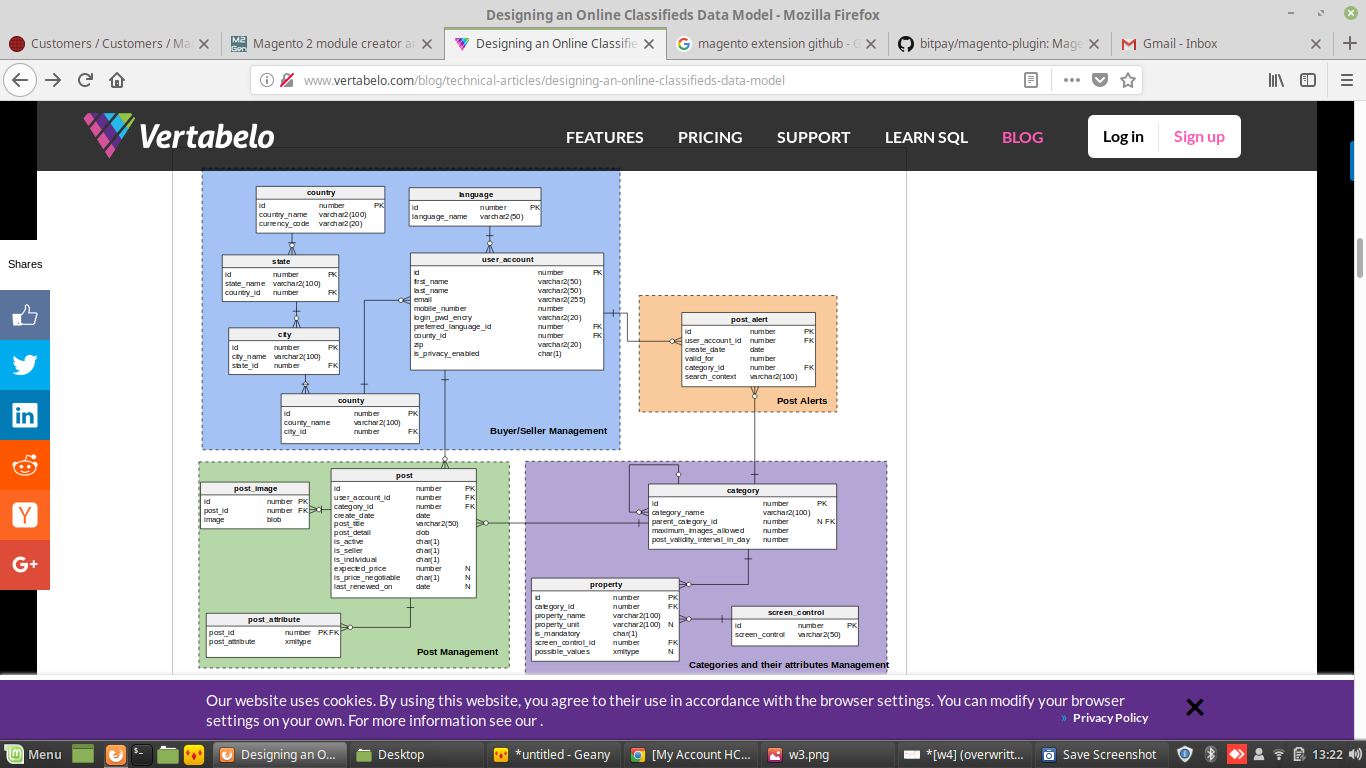 Designing an Online Classifieds Data Model - Mozilla Firefox
Customers / Customers / Ma
Magento 2 module creator a
Designing an Online Classifie
magento extension github - G
bitpay/magento-plugin: Mage
Gmail - Inbox
www.vertabelo.com/blog/technical-articles/designing-an-online-classifieds-data-model
Vertabelo
FEATURES PRICING SUPPORT LEARN SQL BLOG Log in Sign up
Shares
country
id number PK
country_name varchar2(100)
currency_code varchar2(20)
language
id number PK
language_name varchar2(50)
state
id number PK
state_name varchar2(100)
country_id number FK
user_account
id number PK
first_name varchar2(50)
last_name varchar2(50)
email varchar2(255)
mobile_number number
login_pwd_encry varchar2(20)
preferred_language_id number FK
county_id number FK
zip varchar2(20)
is_privacy_enabled char(1)
city
id number PK
city_name varchar2(100)
state_id number FK
county
id number PK
county_name varchar2(100)
city_id number FK
Buyer/Seller Management
post_alert
id number PK
user_account_id number FK
create_date date
valid_for number
category_id number FK
search_context varchar2(100)
Post Alerts
post_image
id number PK
post_id number FK
image blob
post
id number PK
user_account_id number FK
category_id number FK
create_date date
post_title varchar2(50)
post_detail clob
is_active char(1)
is_seller char(1)
is_individual char(1)
expected_price number N
is_price_negotiable char(1) N
last_renewed_on date N
post_attribute
post_id number PK FK
post_attribute xmltype
Post Management
category
id number PK
category_name varchar2(100)
parent_category_id number N FK
maximum_images_allowed number
post_validity_interval_in_day number
property
id number PK
category_id number FK
property_name varchar2(100)
property_unit varchar2(100) N
is_mandatory char(1)
screen_control_id number FK
possible_values xmltype N
screen_control
id number PK
screen_control varchar2(50)
Categories and their attributes Management
Our website uses cookies. By using this website, you agree to their use in accordance with the browser settings. You can modify your browser
settings on your own. For more information see our .
» Privacy Policy
Menu
Designing an O...
Desktop
*untitled - Geany
[My Account HC...
w3.png
*[w4] (overwritt...
Save Screenshot
13:22